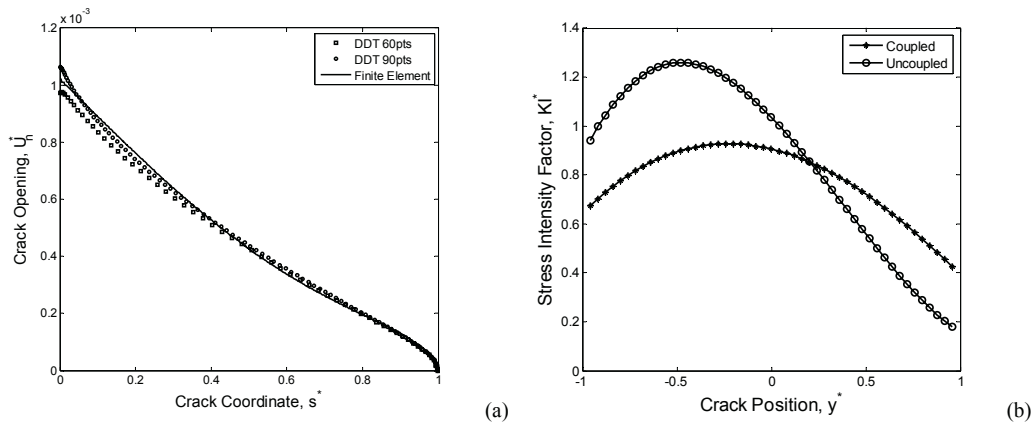 x 10
-3
1.2
1
0.8
0.6
0.4
0.2
0
0
0.2
0.4
0.6
0.8
1
Crack Opening, U*n
Crack Coordinate, s*
DDT 60pts
DDT 90pts
Finite Element
(a)
1.4
1.2
1
0.8
0.6
0.4
0.2
0
-1
-0.5
0
0.5
1
Stress Intensity Factor, KI*
Crack Position, y*
Coupled
Uncoupled
(b)